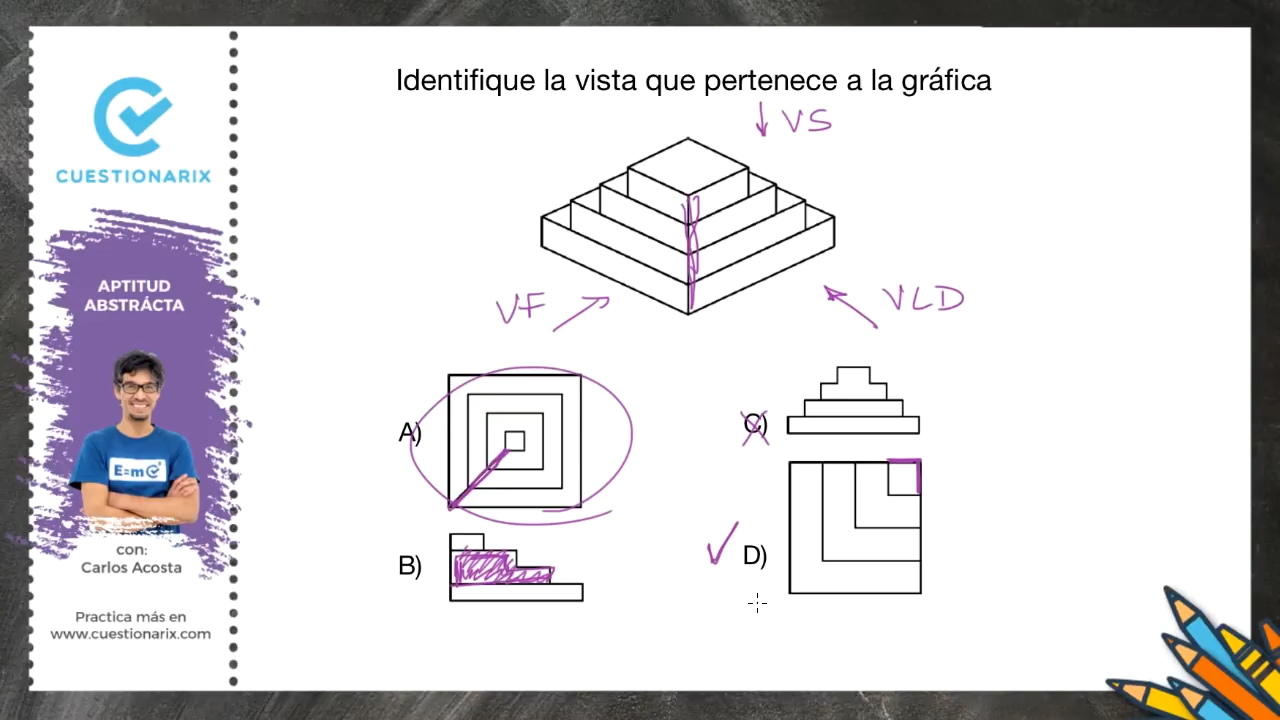 Identifique la vista que pertenece a la gráfica
VS
CUESTIONARIX
APTITUD
ABSTRÁCTA
VF
VLD
A)
C)
E=m
B)
D)
con:
Carlos Acosta
Practica más en
www.cuestionarix.com